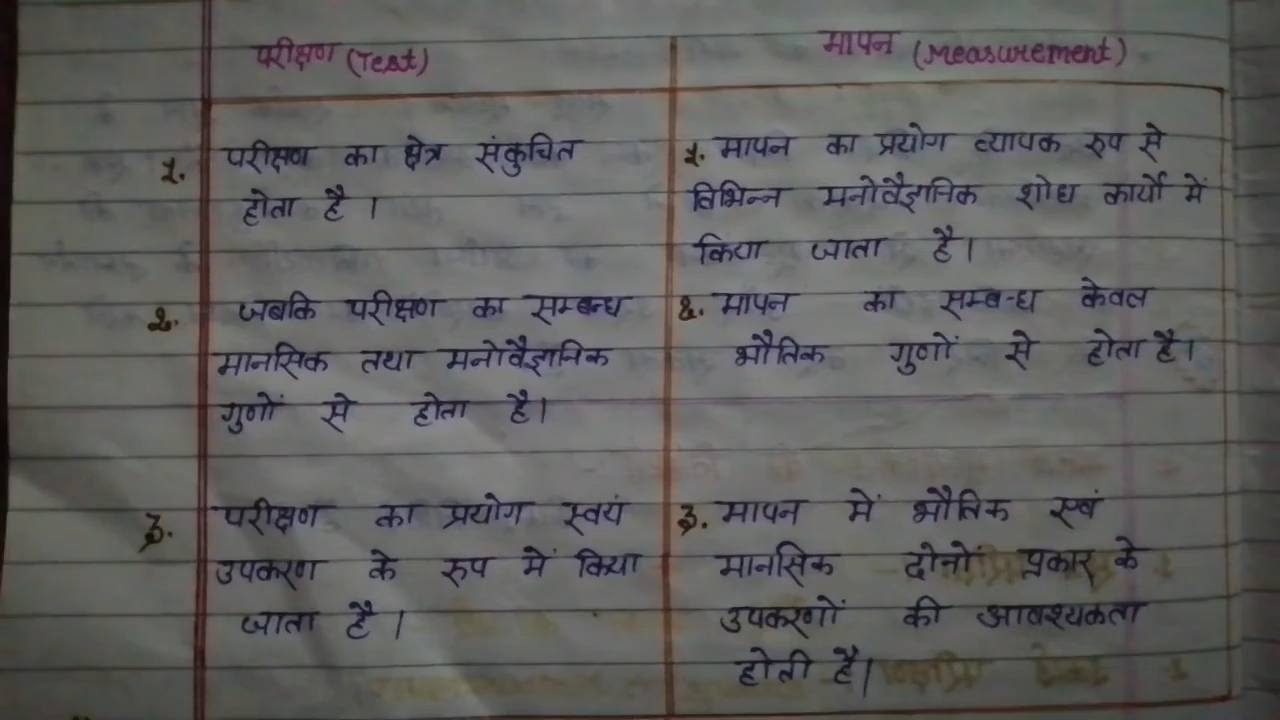 परीक्षण (Test)
मापन (Measurement)
1. परीक्षण का क्षेत्र संकुचित
होता है ।
2. जबकि परीक्षण का सम्बन्ध
मानसिक तथा मनोवैज्ञानिक
गुणों से होता है।
3. परीक्षण का प्रयोग स्वयं
उपकरण के रुप में किया
जाता है ।
1. मापन का प्रयोग व्यापक रुप से
विभिन्न मनोवैज्ञानिक शोध कार्यों में
किया जाता है।
2. मापन का सम्बन्ध केवल
भौतिक गुणों से होता है।
3. मापन में भौतिक एवं
मानसिक दोनों प्रकार के
उपकरणों की आवश्यकता
होती है।